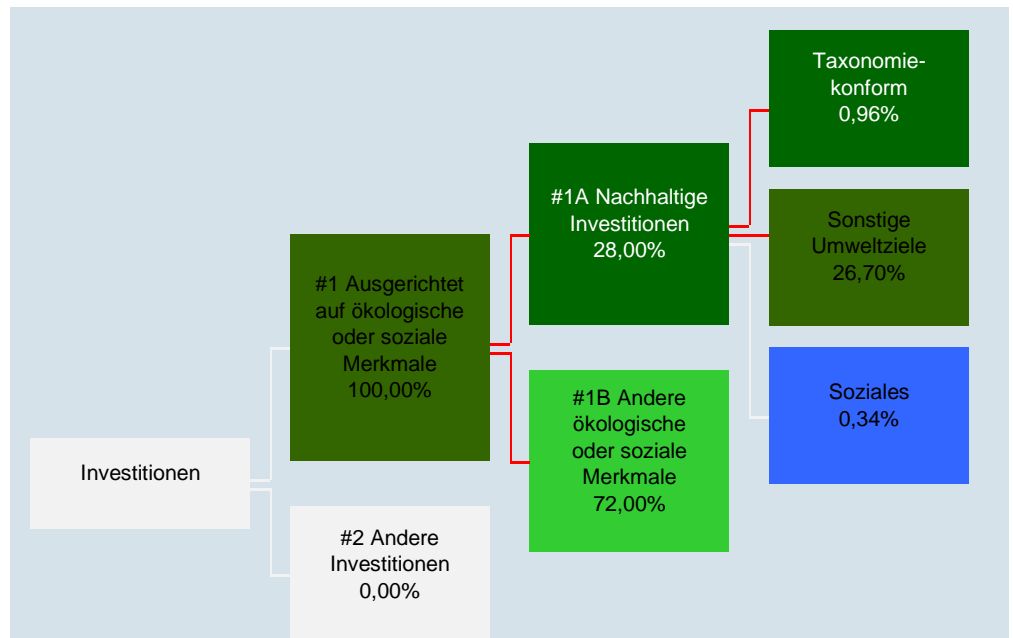 Investitionen
#1 Ausgerichtet
auf ökologische
oder soziale
Merkmale
100,00%
#2 Andere
Investitionen
0,00%
#1A Nachhaltige
Investitionen
28,00%
#1B Andere
ökologische
oder soziale
Merkmale
72,00%
Taxonomie-
konform
0,96%
Sonstige
Umweltziele
26,70%
Soziales
0,34%